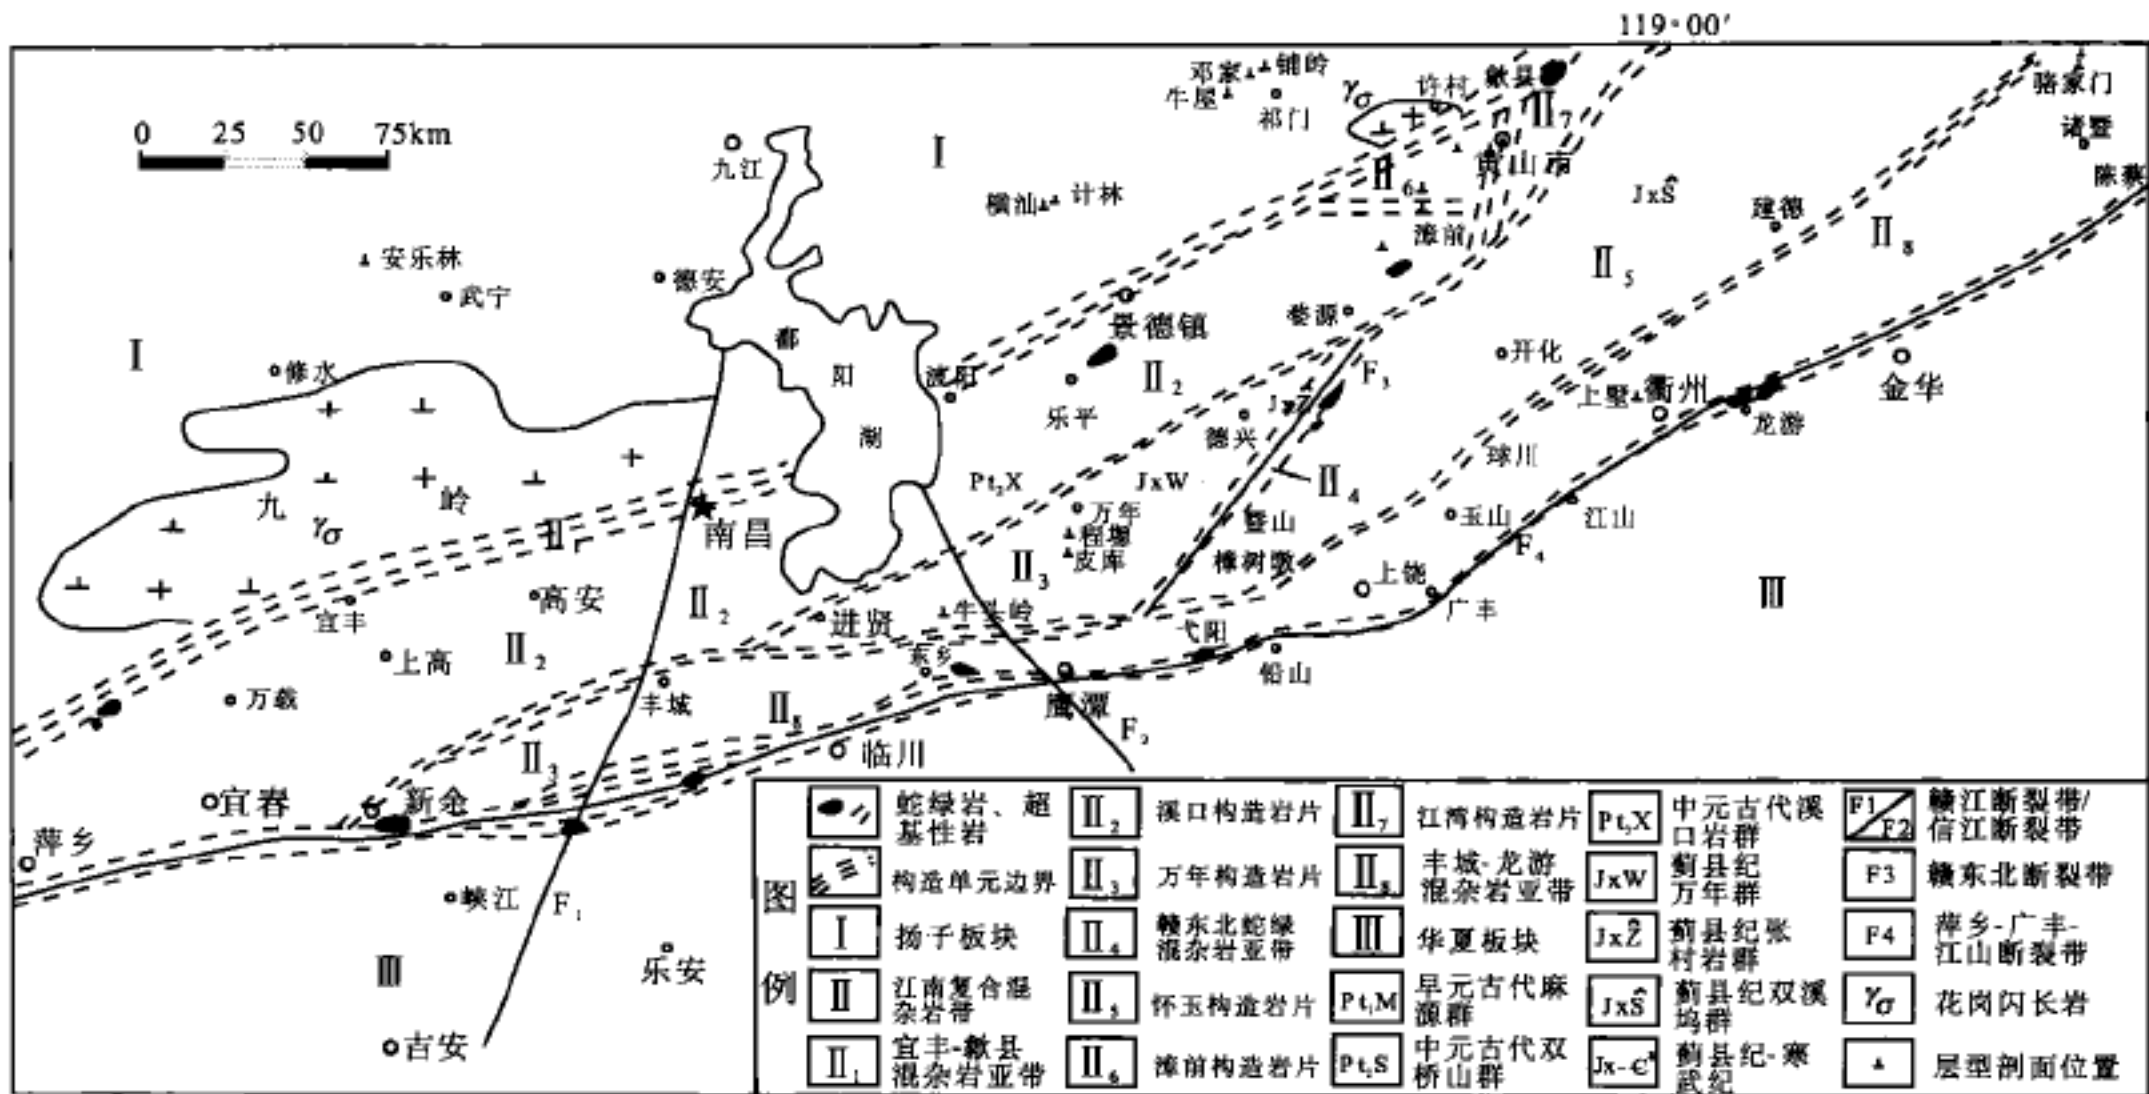 119°00′
0 25 50 75km
邓家 铺岭
牛屋 祁门
γσ 许村 歙县
Ⅱ7
骆家门
诸暨
陈蔡
九江
Ⅰ
横汕 计林
Ⅱ6
黄山市
JxŜ
建德
Ⅱ8
漳前
安乐林
武宁
德安
Ⅱ5
景德镇
婺源
鄱
阳
湖
Ⅰ
修水
波阳
乐平
Ⅱ2
F3
开化
金华
上墅 衢州
龙游
JxẐ
德兴
球川
九 岭
γσ
Ⅱ1
南昌
Pt2X
JxW
Ⅱ4
万年
程墩
皮库
暨山
樟树墩
玉山
江山
F4
Ⅱ3
宜丰
高安
Ⅱ2
进贤
牛头岭
上饶
广丰
Ⅲ
上高
Ⅱ2
弋阳
东乡
铅山
万载
丰城
Ⅱ8
鹰潭
F2
Ⅱ3
临川
宜春
新余
萍乡
峡江
F1
Ⅲ
乐安
吉安
图
例
蛇绿岩、超
基性岩
构造单元边界
Ⅰ 扬子板块
Ⅱ 江南复合混
杂岩带
Ⅱ1 宜丰-歙县
混杂岩亚带
Ⅱ2 溪口构造岩片
Ⅱ3 万年构造岩片
Ⅱ4 赣东北蛇绿
混杂岩亚带
Ⅱ5 怀玉构造岩片
Ⅱ6 漳前构造岩片
Ⅱ7 江湾构造岩片
Ⅱ8 丰城-龙游
混杂岩亚带
Ⅲ 华夏板块
Pt1M 早元古代麻
源群
Pt2S 中元古代双
桥山群
Pt2X 中元古代溪
口岩群
JxW 蓟县纪
万年群
JxẐ 蓟县纪张
村岩群
JxŜ 蓟县纪双溪
坞群
Jx-Є 蓟县纪-寒
武纪
F1 F2 赣江断裂带/
信江断裂带
F3 赣东北断裂带
F4 萍乡-广丰-
江山断裂带
γσ 花岗闪长岩
层型剖面位置